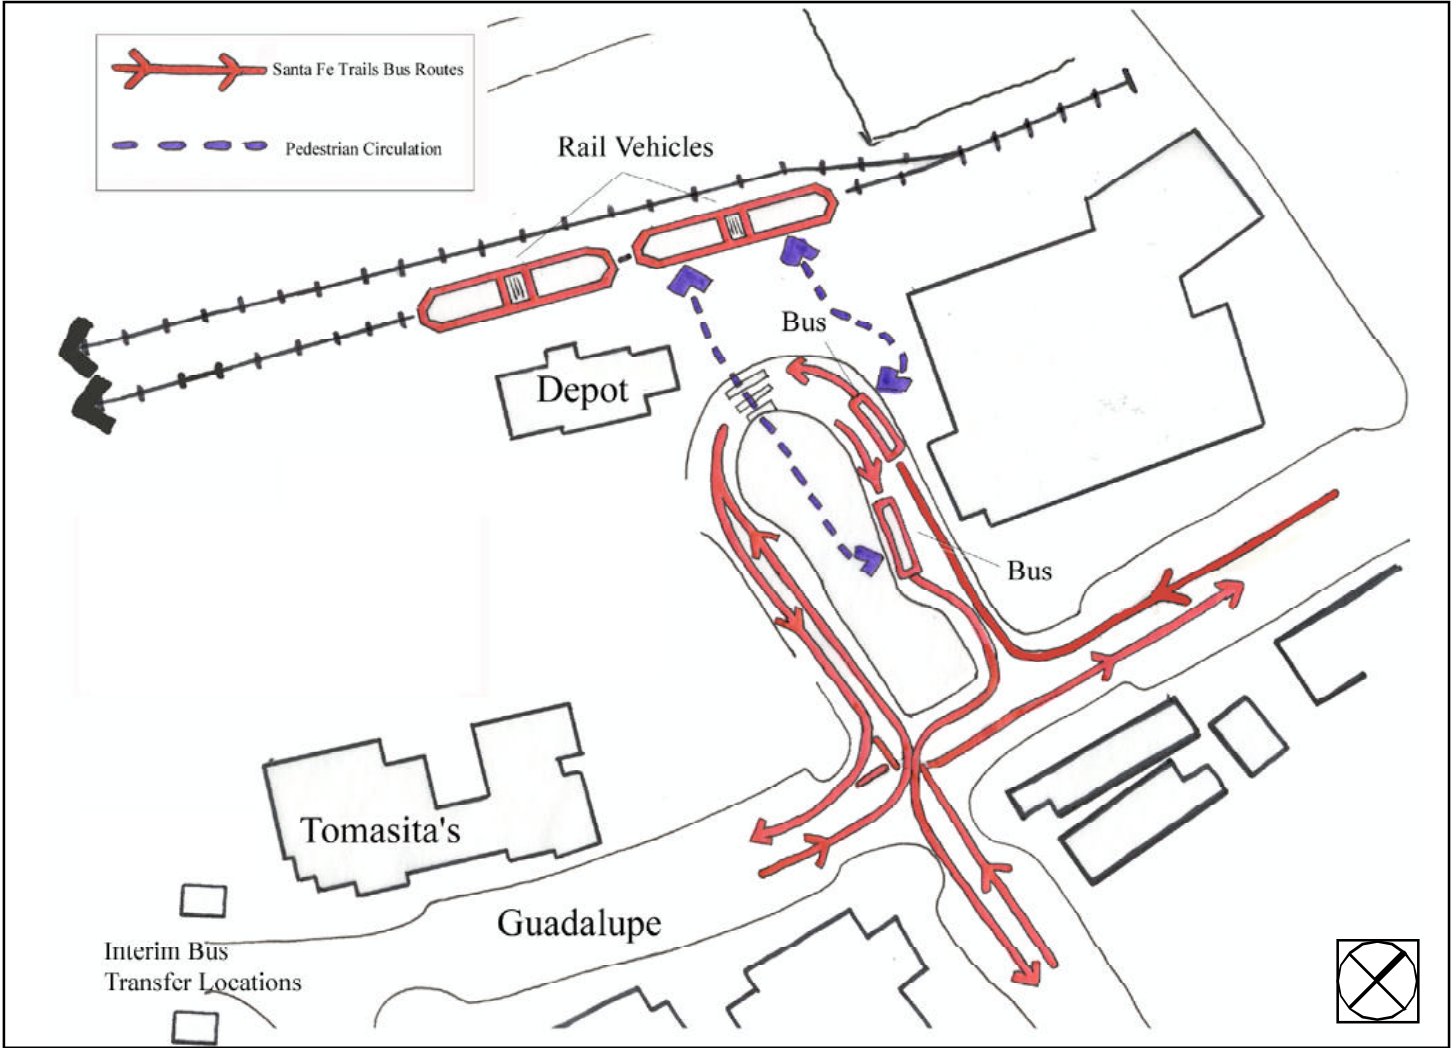 Santa Fe Trails Bus Routes
Pedestrian Circulation
Rail Vehicles
Bus
Depot
Bus
Tomasita's
Guadalupe
Interim Bus
Transfer Locations